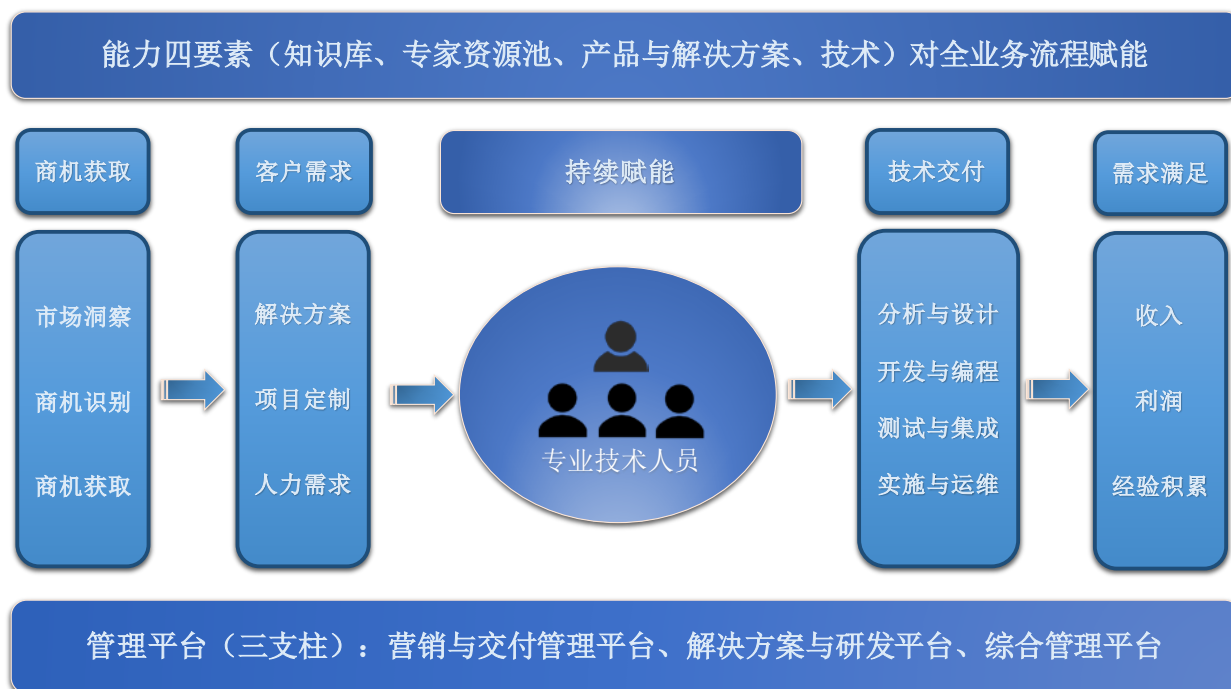 能力四要素（知识库、专家资源池、产品与解决方案、技术）对全业务流程赋能
商机获取
客户需求
持续赋能
技术交付
需求满足
市场洞察
商机识别
商机获取
解决方案
项目定制
人力需求
专业技术人员
分析与设计
开发与编程
测试与集成
实施与运维
收入
利润
经验积累
管理平台（三支柱）：营销与交付管理平台、解决方案与研发平台、综合管理平台